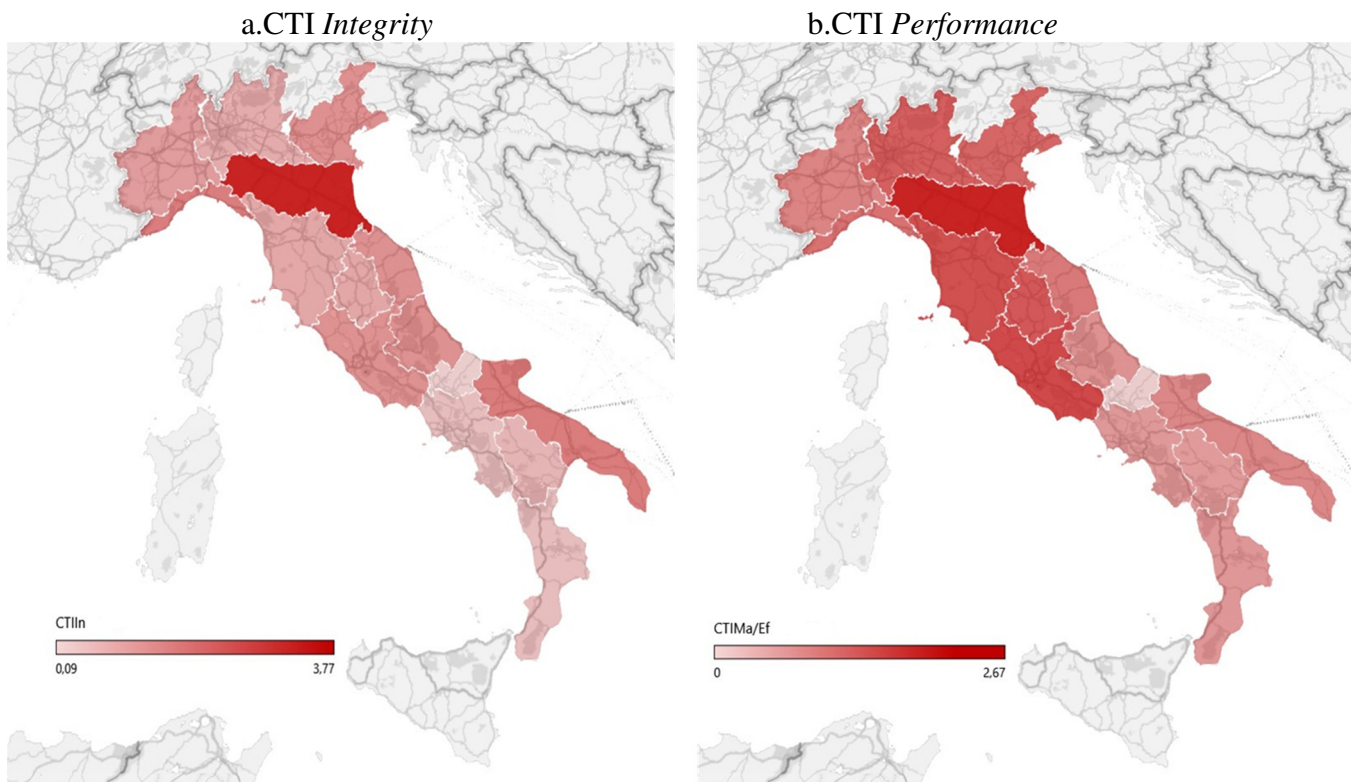 a.CTI Integrity
b.CTI Performance
CTIIn
0,09 3,77
CTIMa/Ef
0 2,67